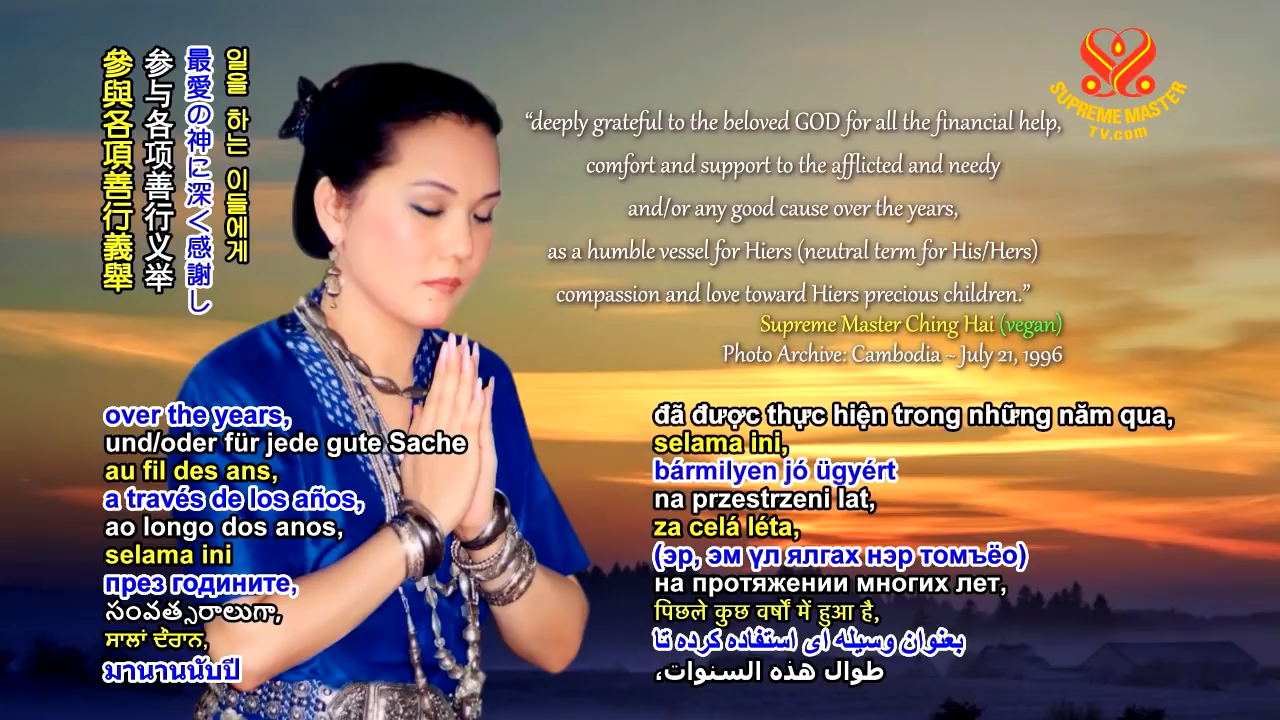 參與各項善行義舉
参与各项善行义举
最愛の神に深く感謝し
일을 하는 이들에게
SUPREME MASTER
TV.com
“deeply grateful to the beloved GOD for all the financial help,
comfort and support to the afflicted and needy
and/or any good cause over the years,
as a humble vessel for Hiers (neutral term for His/Hers)
compassion and love toward Hiers precious children.”
Supreme Master Ching Hai (vegan)
Photo Archive: Cambodia ~ July 21, 1996
over the years,
und/oder für jede gute Sache
au fil des ans,
a través de los años,
ao longo dos anos,
selama ini
през годините,
సంవత్సరాలుగా,
ਸਾਲਾਂ ਦੌਰਾਨ,
มานานนับปี
đã được thực hiện trong những năm qua,
selama ini,
bármilyen jó ügyért
na przestrzeni lat,
za celá léta,
(эр, эм үл ялгах нэр томъёо)
на протяжении многих лет,
पिछले कुछ वर्षों में हुआ है,
بعنوان وسیله ای استفاده کرده تا
طوال هذه السنوات،